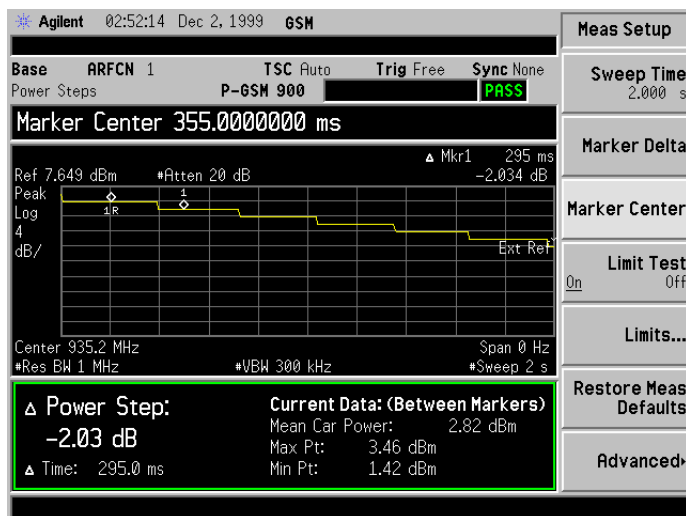 Agilent 02:52:14 Dec 2, 1999 GSM
Meas Setup
Base ARFCN 1 TSC Auto Trig Free Sync None
Power Steps P-GSM 900 PASS
Sweep Time
2.000 s
Marker Center 355.0000000 ms
Marker Delta
Δ Mkr1 295 ms
Ref 7.649 dBm #Atten 20 dB -2.034 dB
Peak
Log
4
dB/
1R
1
Ext Ref
Marker Center
Limit Test
On Off
Center 935.2 MHz Span 0 Hz
#Res BW 1 MHz #VBW 300 kHz #Sweep 2 s
Limits...
Δ Power Step:
-2.03 dB
Δ Time: 295.0 ms
Current Data: (Between Markers)
Mean Car Power: 2.82 dBm
Max Pt: 3.46 dBm
Min Pt: 1.42 dBm
Restore Meas
Defaults
Advanced▸